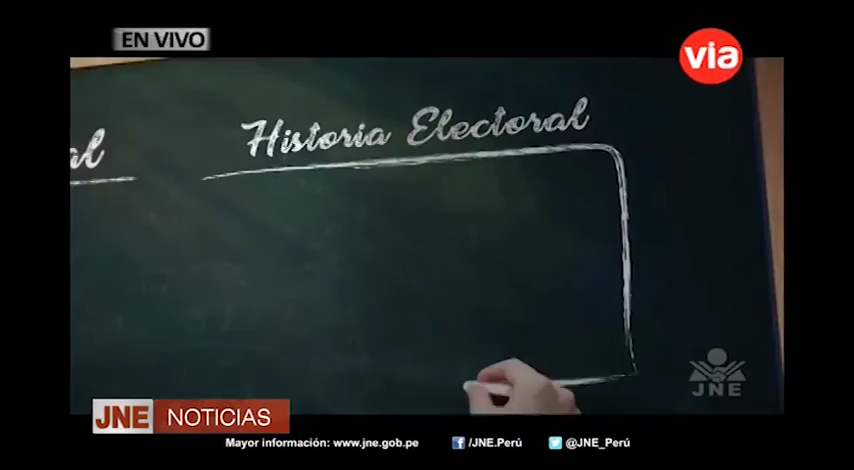 EN VIVO
via
Historia Electoral
al
JNE
JNE NOTICIAS
Mayor información: www.jne.gob.pe /JNE.Perú @JNE_Perú